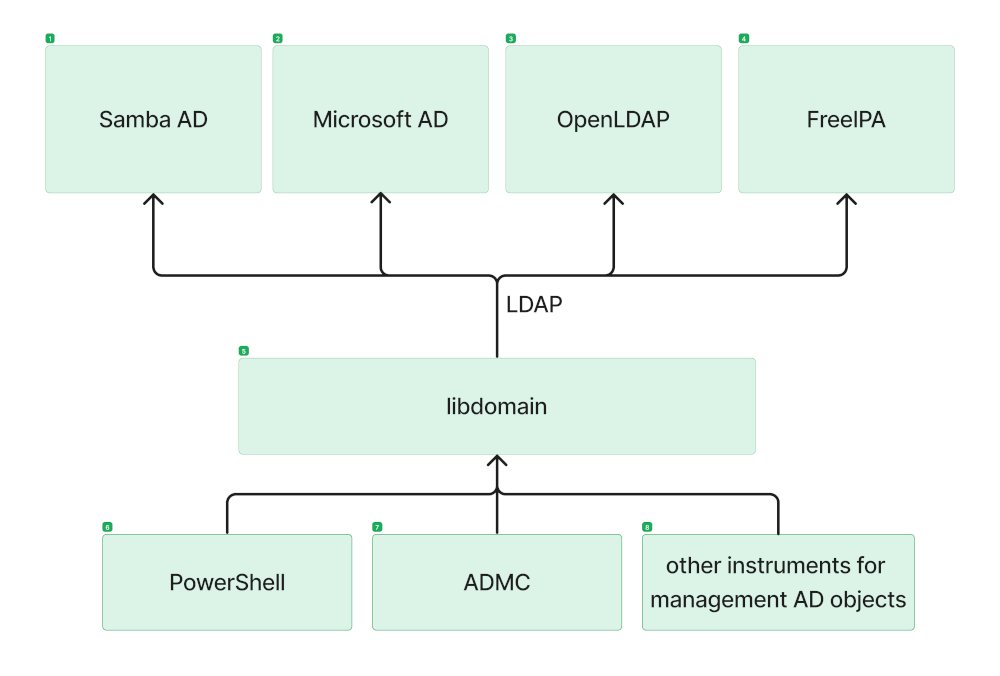 1
2
3
4
Samba AD
Microsoft AD
OpenLDAP
FreeIPA
LDAP
5
libdomain
6
7
8
PowerShell
ADMC
other instruments for
management AD objects